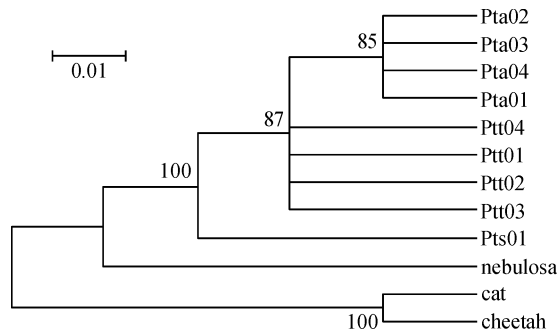 Pta02
85
Pta03
0.01
Pta04
Pta01
87
Ptt04
Ptt01
100
Ptt02
Ptt03
Pts01
nebulosa
cat
100
cheetah